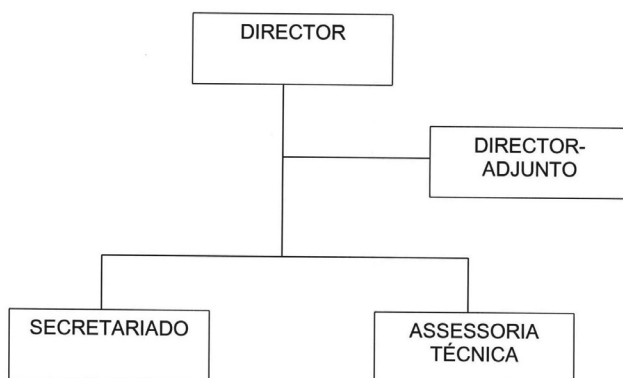 DIRECTOR
DIRECTOR-
ADJUNTO
SECRETARIADO
ASSESSORIA
TÉCNICA